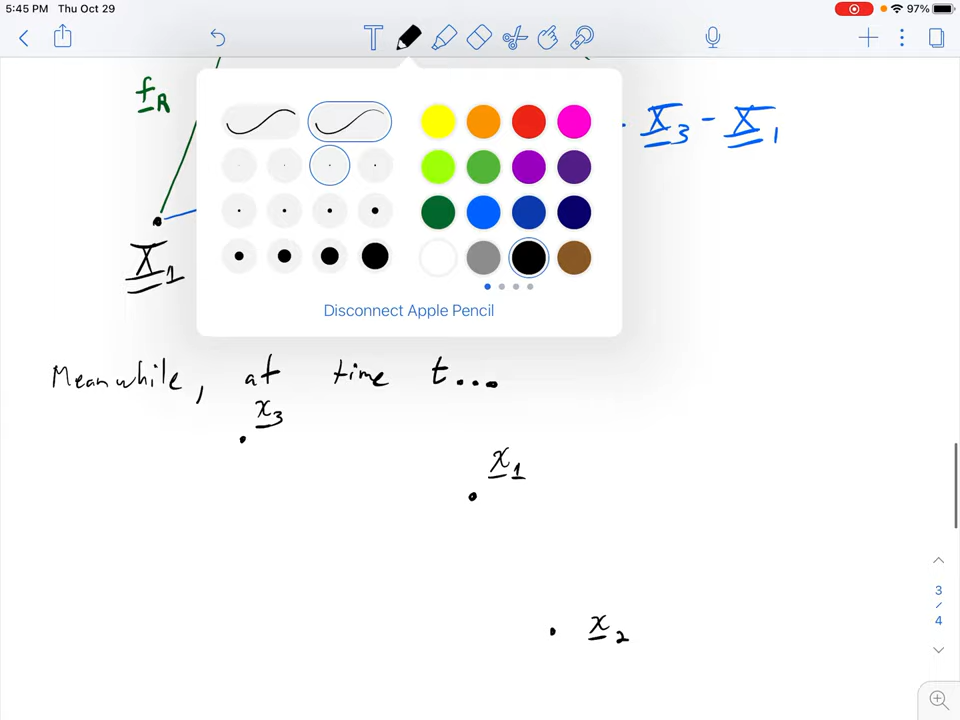 5:45 PM Thu Oct 29
97%
T
f_R
X_3 - X_1
X_1
Disconnect Apple Pencil
Meanwhile, at time t...
x_3
x_1
x_2
3
/
4